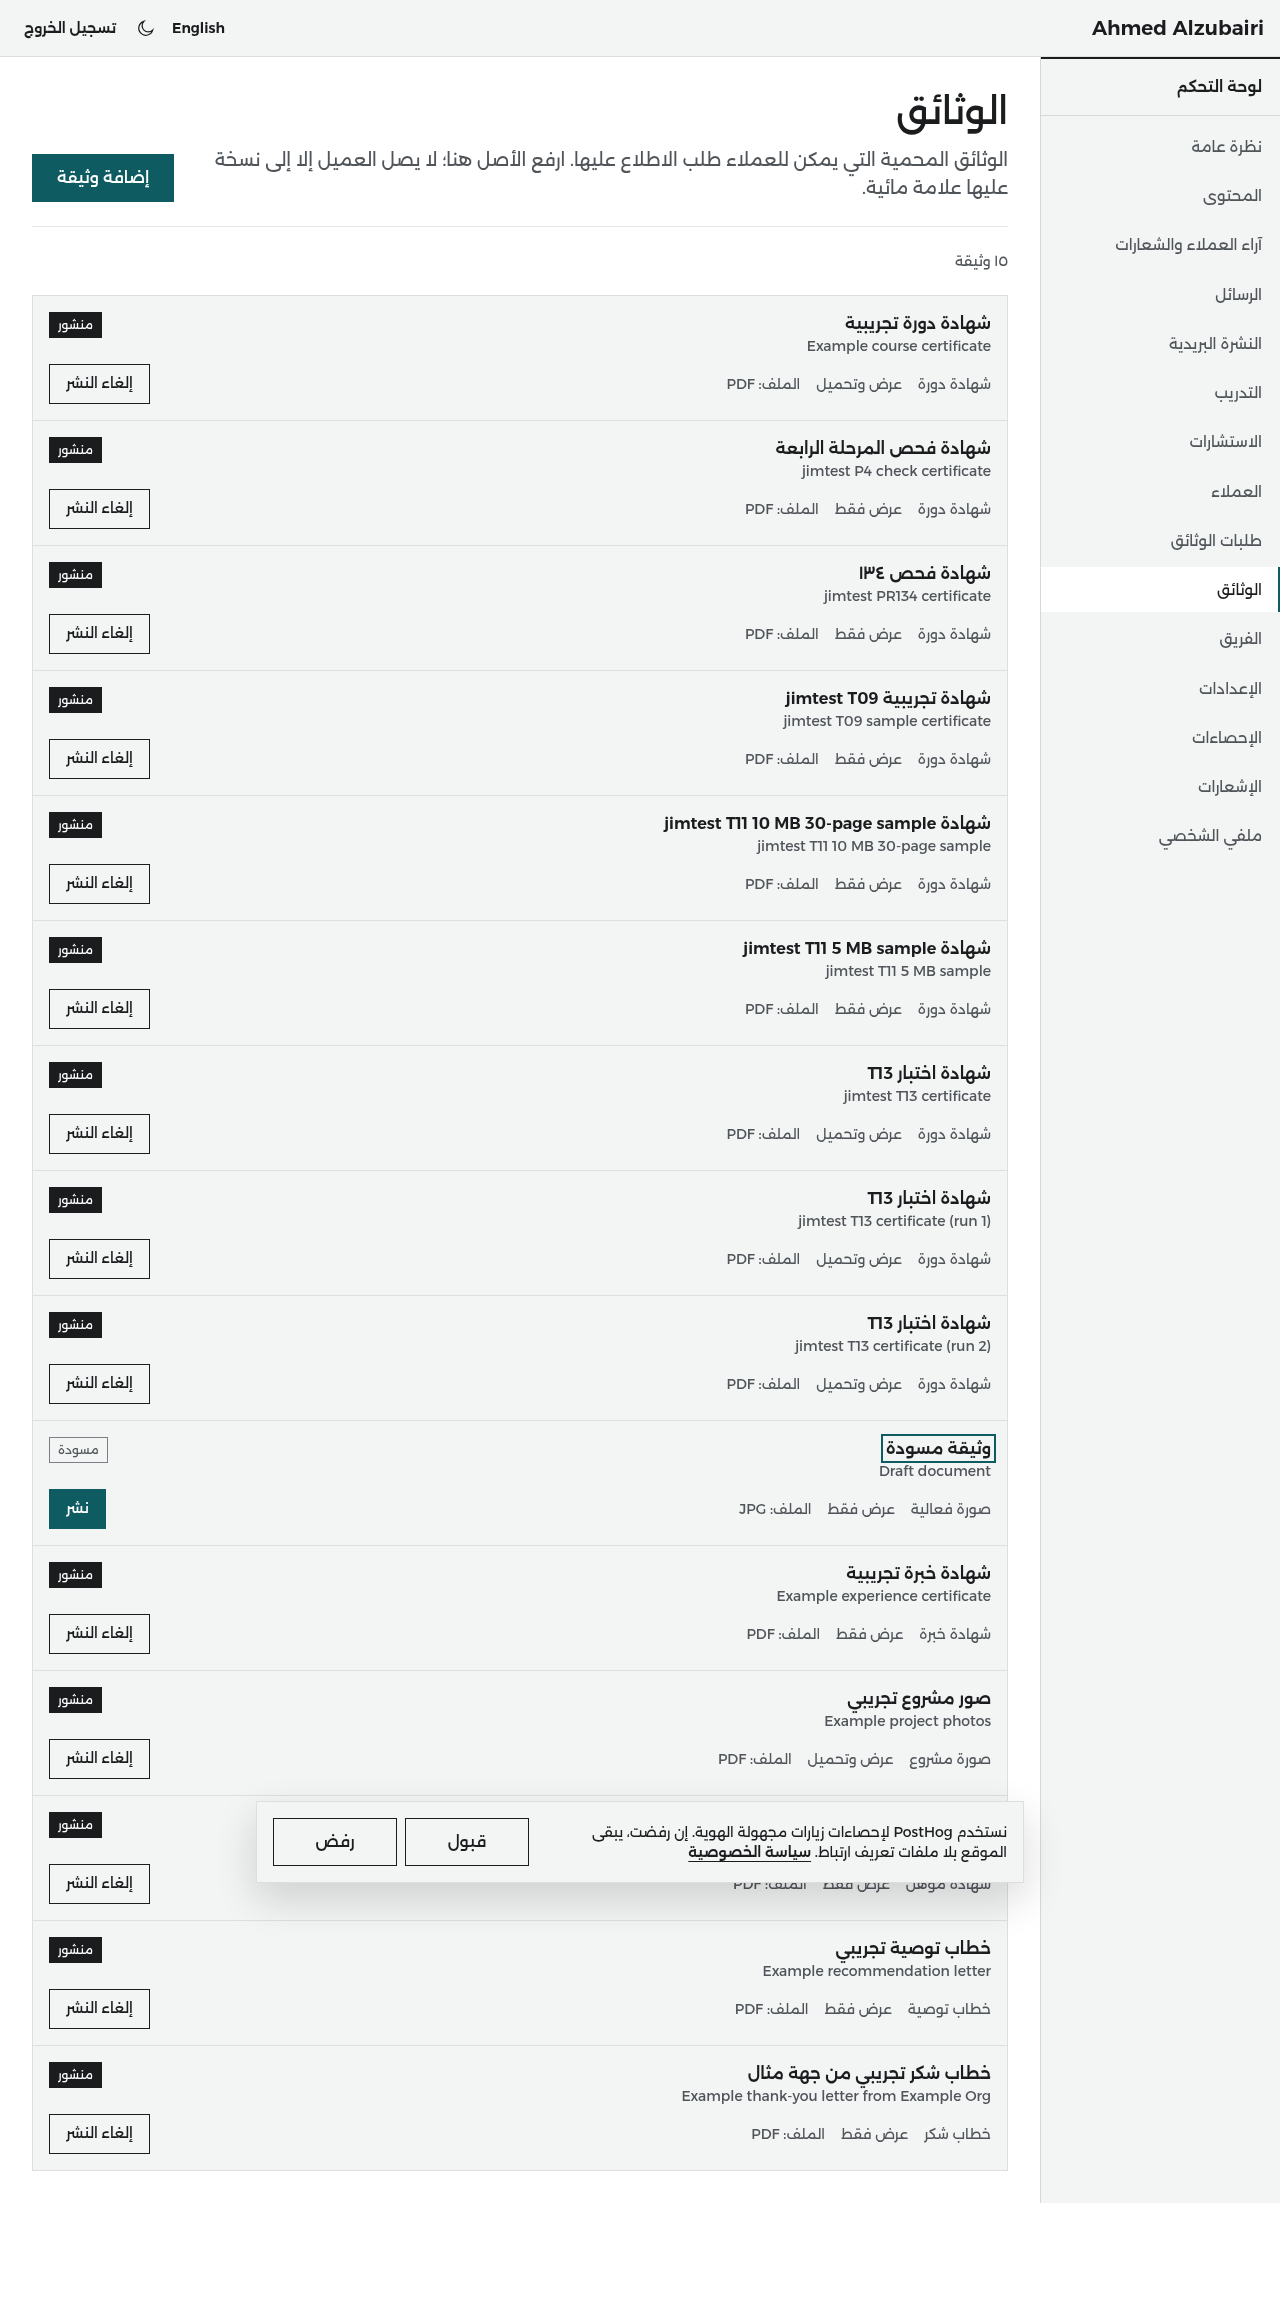 Ahmed Alzubairi
English
تسجيل الخروج
لوحة التحكم
نظرة عامة
المحتوى
آراء العملاء والشعارات
الرسائل
النشرة البريدية
التدريب
الاستشارات
العملاء
طلبات الوثائق
الوثائق
الفريق
الإعدادات
الإحصاءات
الإشعارات
ملفي الشخصي
الوثائق
الوثائق المحمية التي يمكن للعملاء طلب الاطلاع عليها. ارفع الأصل هنا؛ لا يصل العميل إلا إلى نسخة
عليها علامة مائية.
إضافة وثيقة
١٥ وثيقة
شهادة دورة تجريبية
منشور
Example course certificate
شهادة دورة عرض وتحميل الملف: PDF
إلغاء النشر
شهادة فحص المرحلة الرابعة
منشور
jimtest P4 check certificate
شهادة دورة عرض فقط الملف: PDF
إلغاء النشر
شهادة فحص ١٣٤
منشور
jimtest PR134 certificate
شهادة دورة عرض فقط الملف: PDF
إلغاء النشر
شهادة تجريبية jimtest T09
منشور
jimtest T09 sample certificate
شهادة دورة عرض فقط الملف: PDF
إلغاء النشر
شهادة jimtest T11 10 MB 30-page sample
منشور
jimtest T11 10 MB 30-page sample
شهادة دورة عرض فقط الملف: PDF
إلغاء النشر
شهادة jimtest T11 5 MB sample
منشور
jimtest T11 5 MB sample
شهادة دورة عرض فقط الملف: PDF
إلغاء النشر
شهادة اختبار T13
منشور
jimtest T13 certificate
شهادة دورة عرض وتحميل الملف: PDF
إلغاء النشر
شهادة اختبار T13
منشور
jimtest T13 certificate (run 1)
شهادة دورة عرض وتحميل الملف: PDF
إلغاء النشر
شهادة اختبار T13
منشور
jimtest T13 certificate (run 2)
شهادة دورة عرض وتحميل الملف: PDF
إلغاء النشر
وثيقة مسودة
مسودة
Draft document
صورة فعالية عرض فقط الملف: JPG
نشر
شهادة خبرة تجريبية
منشور
Example experience certificate
شهادة خبرة عرض فقط الملف: PDF
إلغاء النشر
صور مشروع تجريبي
منشور
Example project photos
صورة مشروع عرض وتحميل الملف: PDF
إلغاء النشر
منشور
نستخدم PostHog لإحصاءات زيارات مجهولة الهوية. إن رفضت، يبقى
الموقع بلا ملفات تعريف ارتباط. سياسة الخصوصية
قبول
رفض
شهادة مؤهل عرض فقط الملف: PDF
إلغاء النشر
خطاب توصية تجريبي
منشور
Example recommendation letter
خطاب توصية عرض فقط الملف: PDF
إلغاء النشر
خطاب شكر تجريبي من جهة مثال
منشور
Example thank-you letter from Example Org
خطاب شكر عرض فقط الملف: PDF
إلغاء النشر